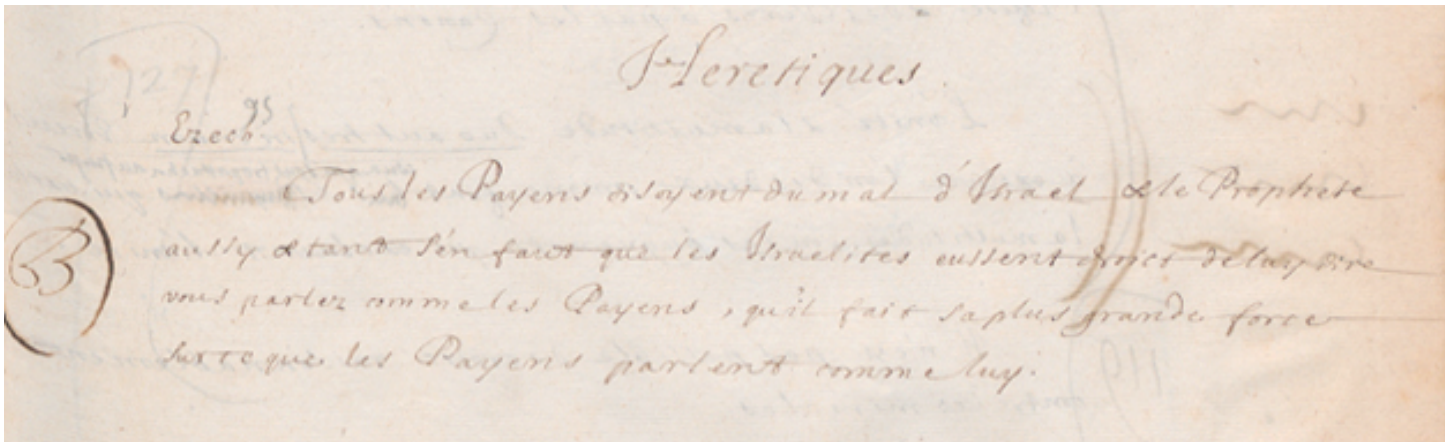 Heretiques.
Ezech
Tous les Payens disoyent du mal d'Israel & le Prophete
aussy & tant s'en faut que les Israelites eussent droict de luy dire
vous parlez comme les Payens, qu'il fait sa plus grande force
sur ce que les Payens parlent comme luy.
B